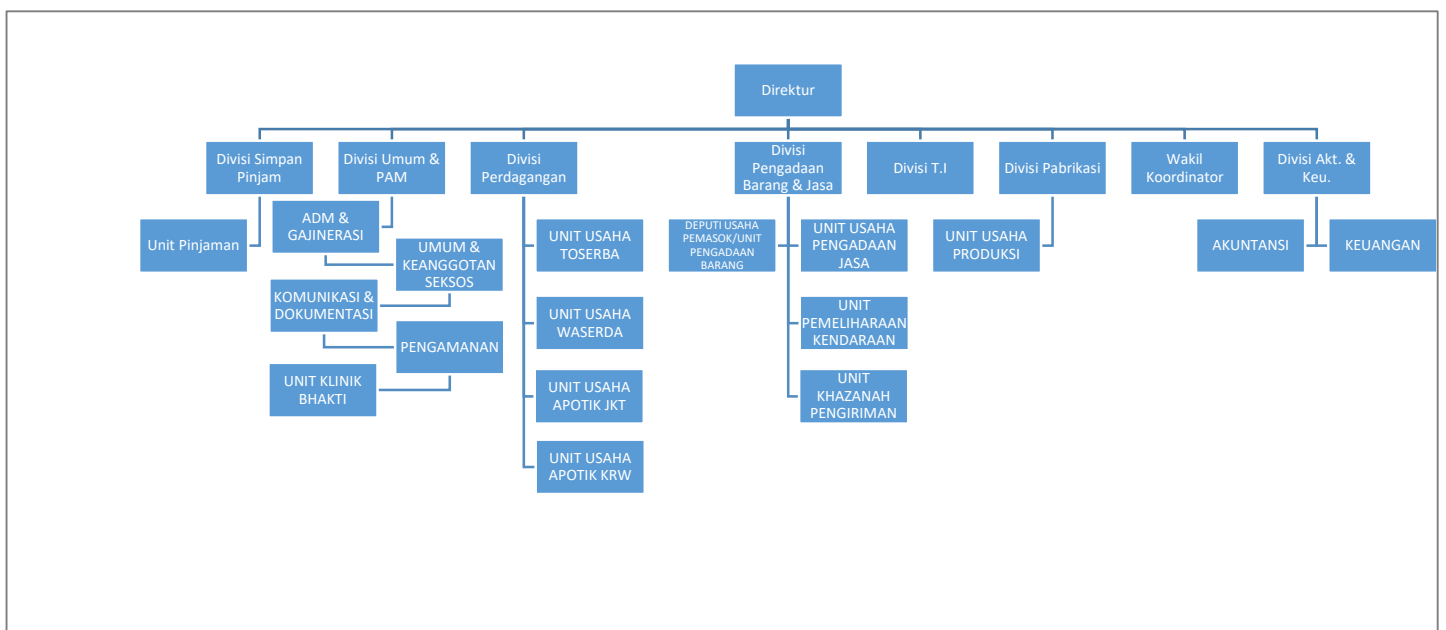 Direktur
Divisi Simpan
Pinjam
Divisi Umum &
PAM
Divisi
Perdagangan
Divisi
Pengadaan
Barang & Jasa
Divisi T.I
Divisi Pabrikasi
Wakil
Koordinator
Divisi Akt. &
Keu.
Unit Pinjaman
ADM &
GAJINERASI
UMUM &
KEANGGOTAN
SEKSOS
KOMUNIKASI &
DOKUMENTASI
PENGAMANAN
UNIT KLINIK
BHAKTI
UNIT USAHA
TOSERBA
UNIT USAHA
WASERDA
UNIT USAHA
APOTIK JKT
UNIT USAHA
APOTIK KRW
DEPUTI USAHA
PEMASOK/UNIT
PENGADAAN
BARANG
UNIT USAHA
PENGADAAN
JASA
UNIT
PEMELIHARAAN
KENDARAAN
UNIT
KHAZANAH
PENGIRIMAN
UNIT USAHA
PRODUKSI
AKUNTANSI
KEUANGAN